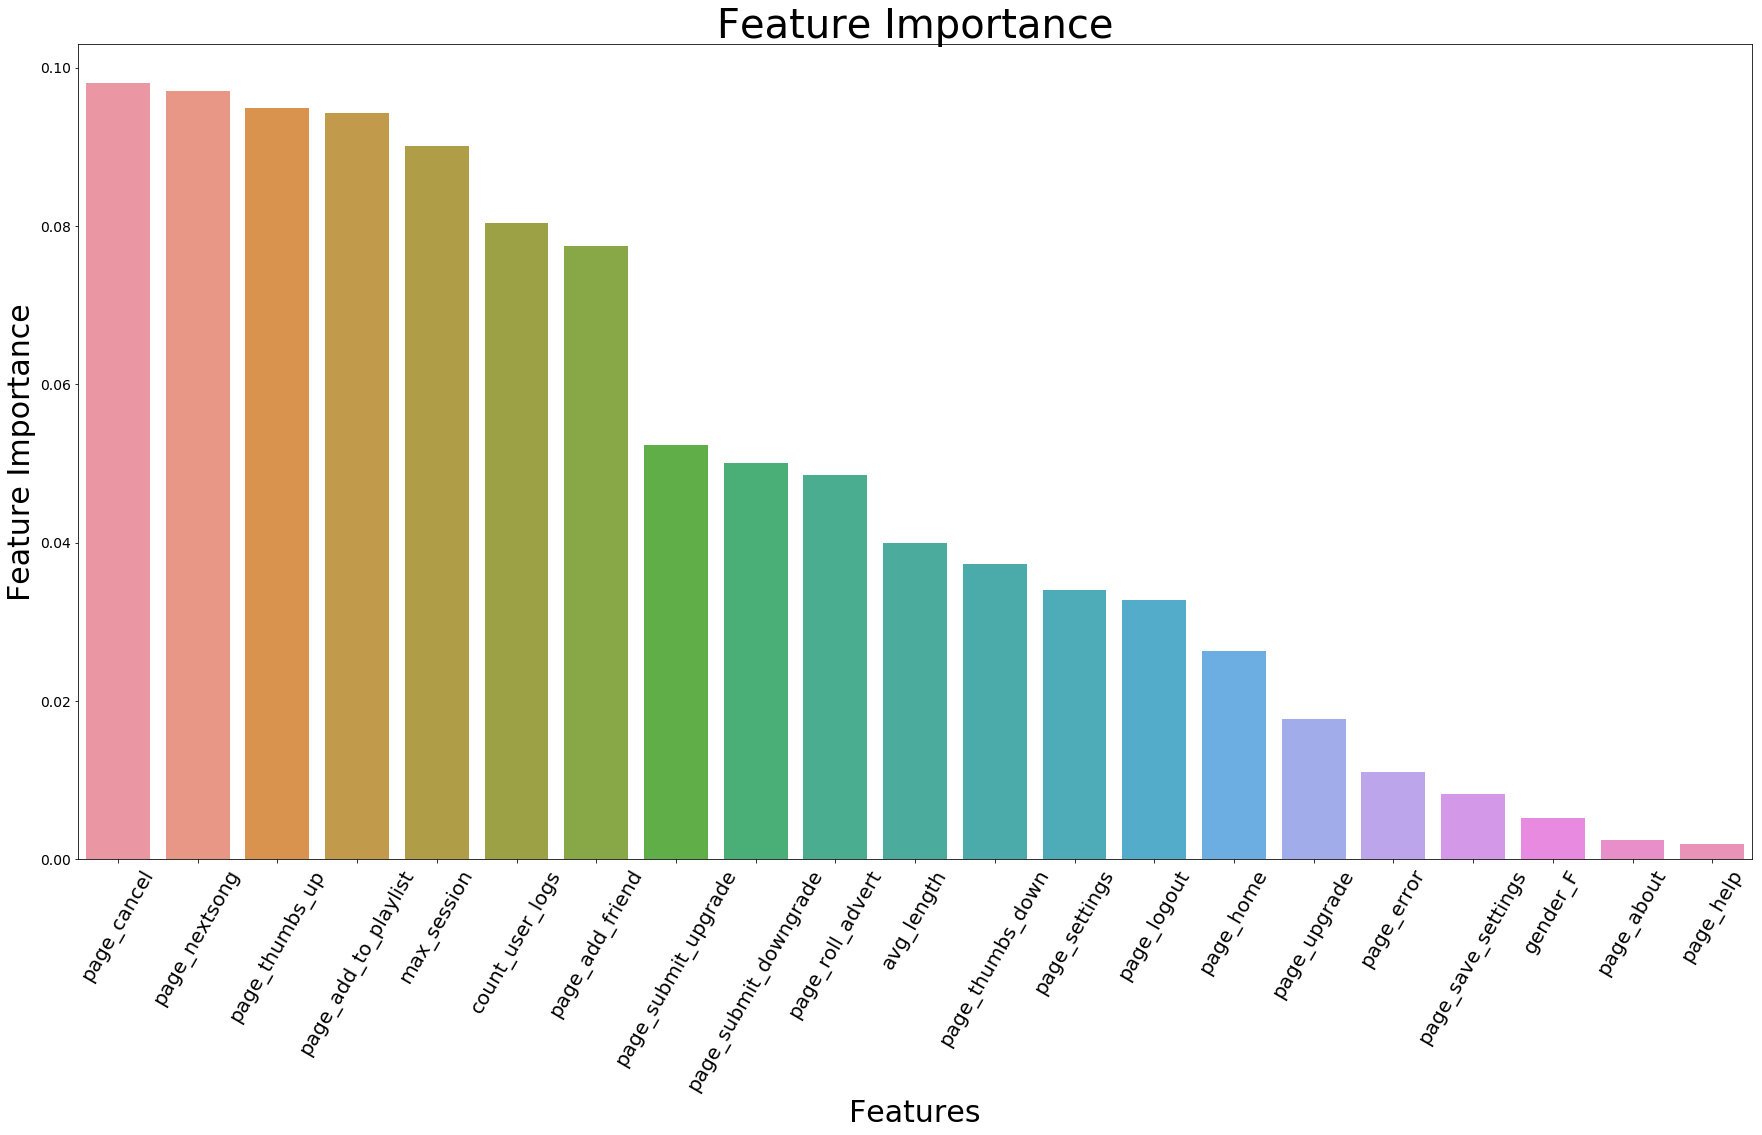 Feature Importance
Feature Importance
0.10
0.08
0.06
0.04
0.02
0.00
page_cancel
page_nextsong
page_thumbs_up
page_add_to_playlist
max_session
count_user_logs
page_add_friend
page_submit_upgrade
page_submit_downgrade
page_roll_advert
avg_length
page_thumbs_down
page_settings
page_logout
page_home
page_upgrade
page_error
page_save_settings
gender_F
page_about
page_help
Features